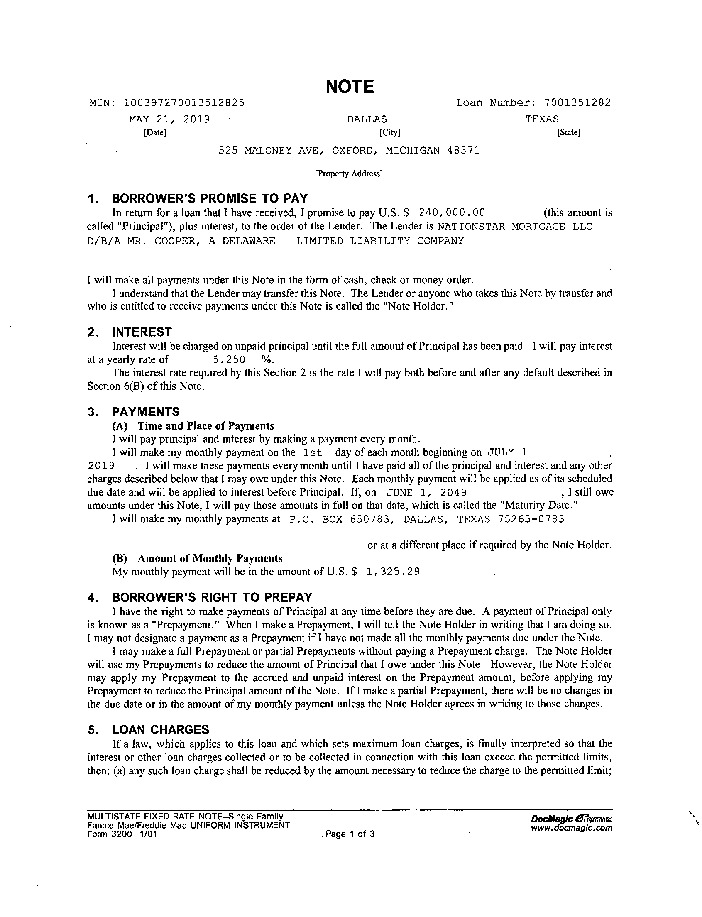 NOTE
MIN: 100397270013512825 Loan Number: 7001351282
MAY 21, 2019 DALLAS TEXAS
[Date] [City] [State]
525 MALONEY AVE, OXFORD, MICHIGAN 48371
[Property Address]
1. BORROWER'S PROMISE TO PAY
In return for a loan that I have received, I promise to pay U.S. $ 240,000.00 (this amount is
called "Principal"), plus interest, to the order of the Lender. The Lender is NATIONSTAR MORTGAGE LLC
D/B/A MR. COOPER, A DELAWARE LIMITED LIABILITY COMPANY
I will make all payments under this Note in the form of cash, check or money order.
I understand that the Lender may transfer this Note. The Lender or anyone who takes this Note by transfer and
who is entitled to receive payments under this Note is called the "Note Holder."
2. INTEREST
Interest will be charged on unpaid principal until the full amount of Principal has been paid. I will pay interest
at a yearly rate of 5.250 %.
The interest rate required by this Section 2 is the rate I will pay both before and after any default described in
Section 6(B) of this Note.
3. PAYMENTS
(A) Time and Place of Payments
I will pay principal and interest by making a payment every month.
I will make my monthly payment on the 1st day of each month beginning on JULY 1 ,
2019 . I will make these payments every month until I have paid all of the principal and interest and any other
charges described below that I may owe under this Note. Each monthly payment will be applied as of its scheduled
due date and will be applied to interest before Principal. If, on JUNE 1, 2049 , I still owe
amounts under this Note, I will pay those amounts in full on that date, which is called the "Maturity Date."
I will make my monthly payments at P.O. BOX 650783, DALLAS, TEXAS 75265-0783
or at a different place if required by the Note Holder.
(B) Amount of Monthly Payments
My monthly payment will be in the amount of U.S. $ 1,325.29 .
4. BORROWER'S RIGHT TO PREPAY
I have the right to make payments of Principal at any time before they are due. A payment of Principal only
is known as a "Prepayment." When I make a Prepayment, I will tell the Note Holder in writing that I am doing so.
I may not designate a payment as a Prepayment if I have not made all the monthly payments due under the Note.
I may make a full Prepayment or partial Prepayments without paying a Prepayment charge. The Note Holder
will use my Prepayments to reduce the amount of Principal that I owe under this Note. However, the Note Holder
may apply my Prepayment to the accrued and unpaid interest on the Prepayment amount, before applying my
Prepayment to reduce the Principal amount of the Note. If I make a partial Prepayment, there will be no changes in
the due date or in the amount of my monthly payment unless the Note Holder agrees in writing to those changes.
5. LOAN CHARGES
If a law, which applies to this loan and which sets maximum loan charges, is finally interpreted so that the
interest or other loan charges collected or to be collected in connection with this loan exceed the permitted limits,
then: (a) any such loan charge shall be reduced by the amount necessary to reduce the charge to the permitted limit;
MULTISTATE FIXED RATE NOTE--Single Family
Fannie Mae/Freddie Mac UNIFORM INSTRUMENT
Form 3200 1/01 Page 1 of 3
DocMagic
www.docmagic.com